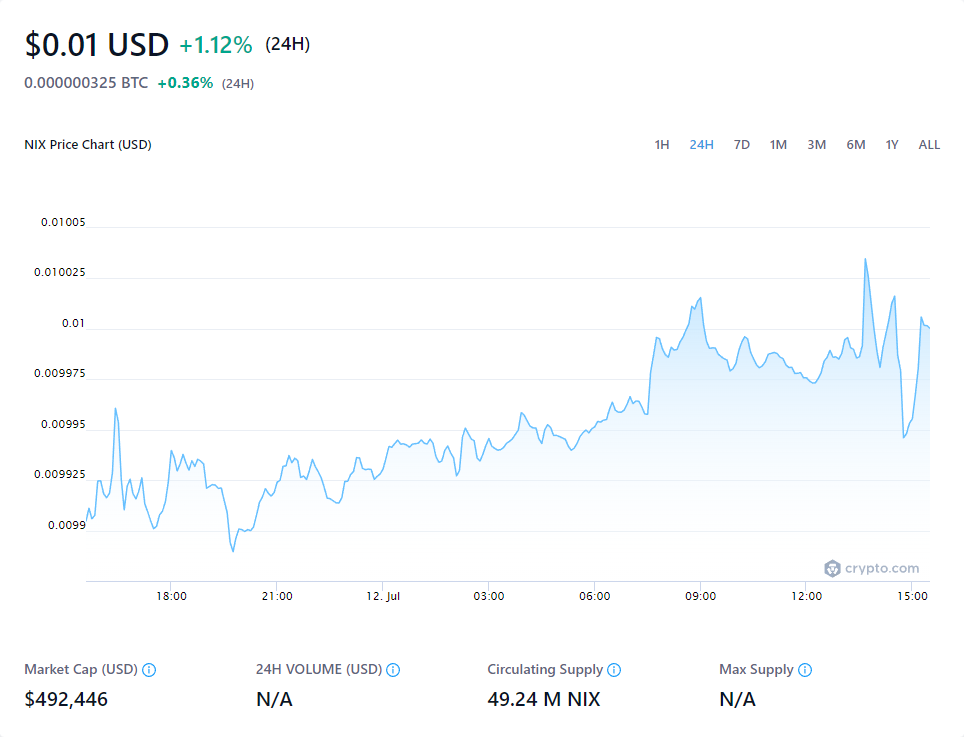 $0.01 USD +1.12% (24H)
0.000000325 BTC +0.36% (24H)
NIX Price Chart (USD) 1H 24H 7D 1M 3M 6M 1Y ALL
0.01005
0.010025
0.01
0.009975
0.00995
0.009925
0.0099
crypto.com
18:00 21:00 12. Jul 03:00 06:00 09:00 12:00 15:00
Market Cap (USD) 24H VOLUME (USD) Circulating Supply Max Supply
$492,446 N/A 49.24 M NIX N/A